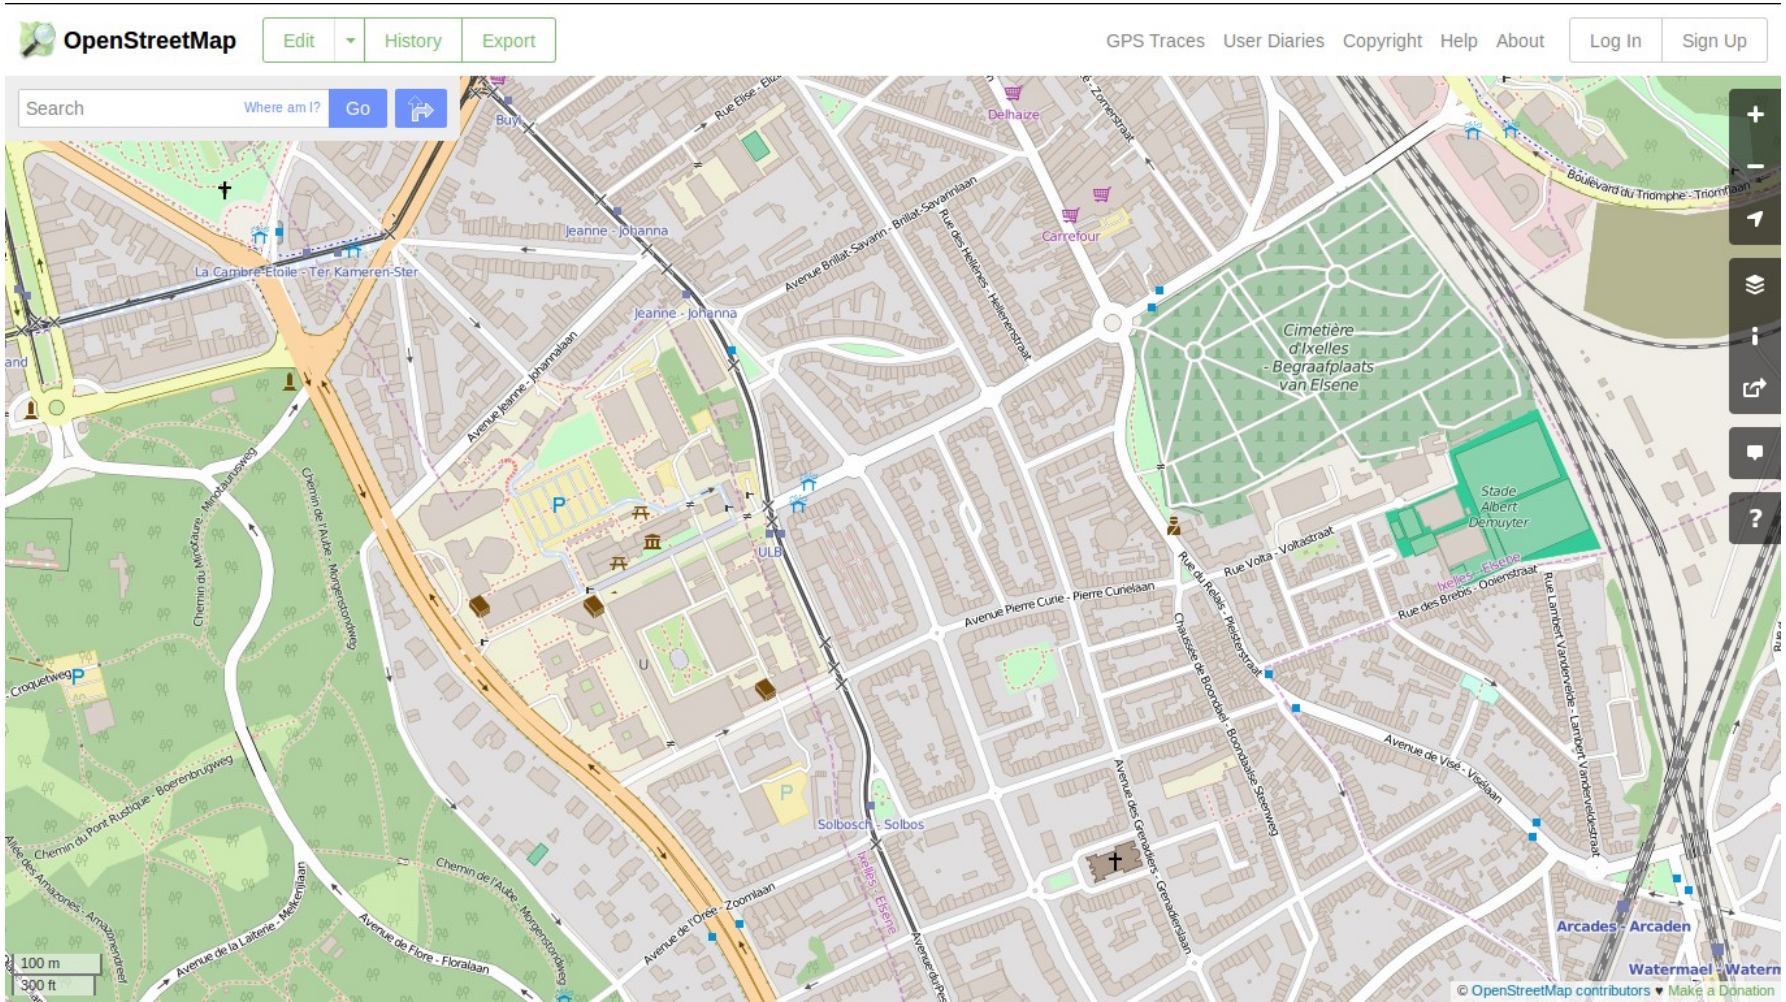 OpenStreetMap
Edit
History
Export
GPS Traces
User Diaries
Copyright
Help
About
Log In
Sign Up
Search
Where am I?
Go
Buyl
Delhaize
Boulevard du Triomphe - Triomflaan
Jeanne - Johanna
Avenue Brillat-Savarin - Brillat-Savarinlaan
Rue des Hellènes - Hellenenstraat
Carrefour
La Cambre-Étoile - Ter Kameren-Ster
Jeanne - Johanna
Avenue Jeanne - Johannalaan
Cimetière
d'Ixelles
- Begraafplaats
van Elsene
Chemin du Minotaure - Minotaurusweg
Chemin de l'Aube - Morgenstondweg
P
Stade
Albert
Demuyter
ULB
Rue Volta - Voltastraat
Ixelles - Elsene
Rue des Brebis - Ooienstraat
Avenue Pierre Curie - Pierre Curielaan
Rue du Relais - Pleisterstraat
Chaussée de Boondael - Boondaalse Steenweg
Rue Lambert Vandervelde - Lambert Vanderveldestraat
- Croquetweg
P
U
Avenue de Visé - Visélaan
Avenue des Grenadiers - Grenadierslaan
P
Solbosch - Solbos
Ixelles - Elsene
Chemin du Pont Rustique - Boerenbrugweg
Allée des Amazones - Amazonendreef
Chemin de l'Aube - Morgenstondweg
Avenue de l'Orée - Zoomlaan
Avenue de la Laiterie - Melkerijlaan
Avenue de Flore - Floralaan
Arcades - Arcaden
100 m
300 ft
© OpenStreetMap contributors ♥ Make a Donation